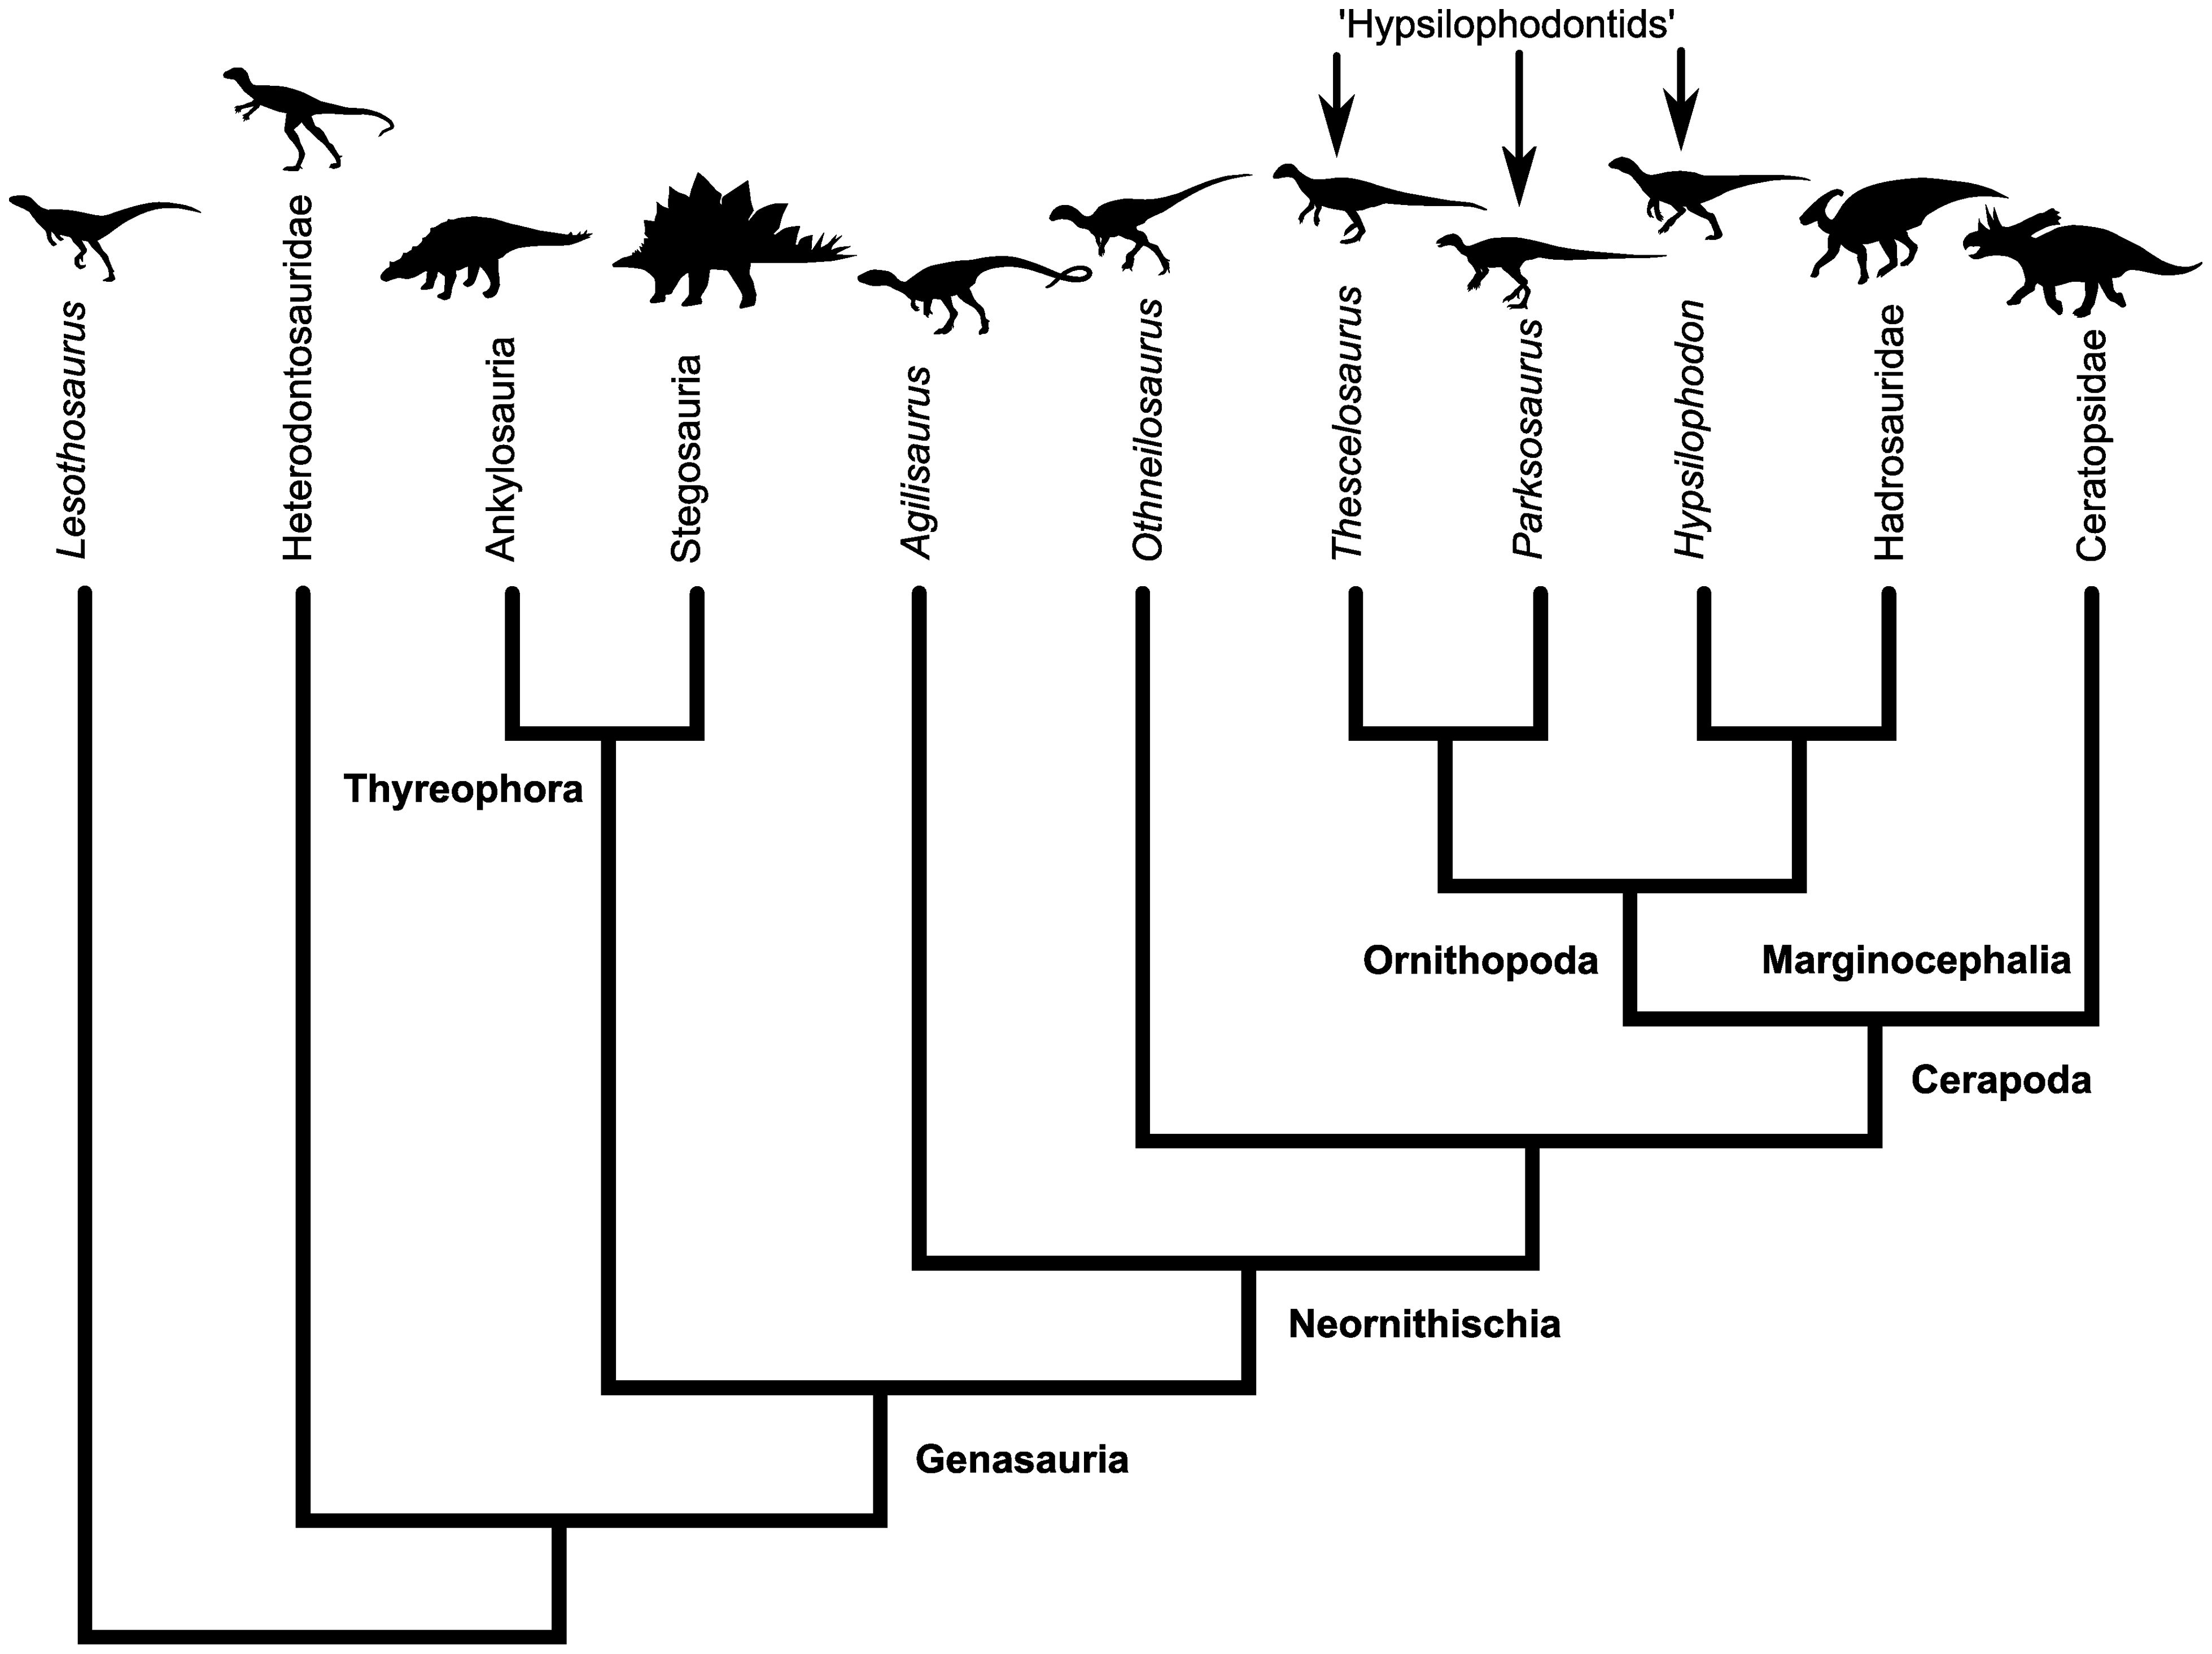 'Hypsilophodontids'
Lesothosaurus
Heterodontosauridae
Ankylosauria
Stegosauria
Agilisaurus
Othneilosaurus
Thescelosaurus
Parksosaurus
Hypsilophodon
Hadrosauridae
Ceratopsidae
Thyreophora
Ornithopoda
Marginocephalia
Cerapoda
Neornithischia
Genasauria